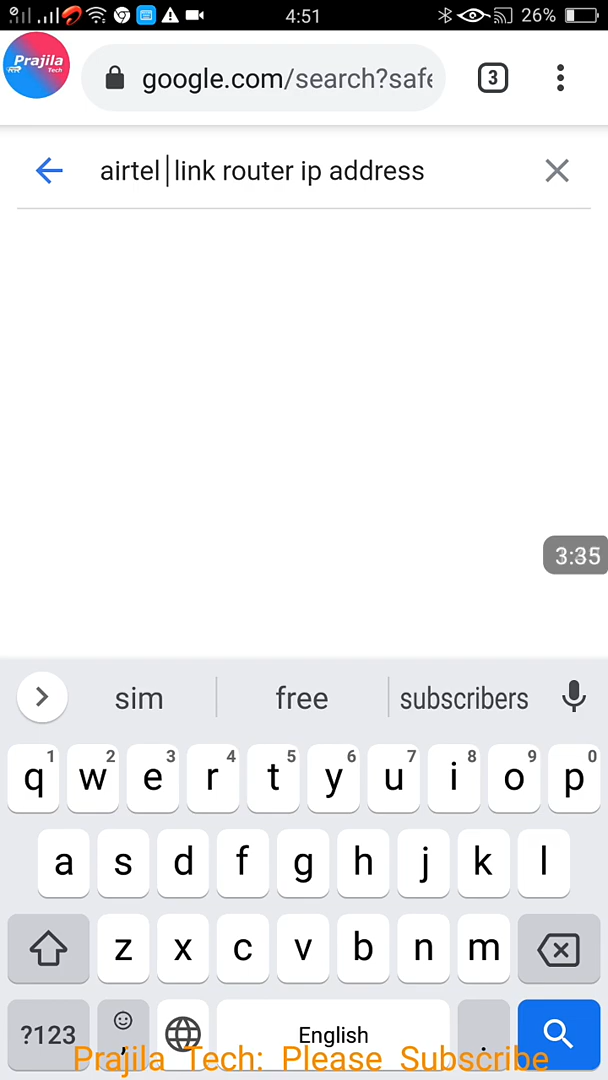 4:51
26%
Prajila
RR Tech
google.com/search?safe
3
airtel link router ip address
3:35
sim free subscribers
1 2 3 4 5 6 7 8 9 0
q w e r t y u i o p
a s d f g h j k l
z x c v b n m
?123 , English .
Prajila Tech: Please Subscribe